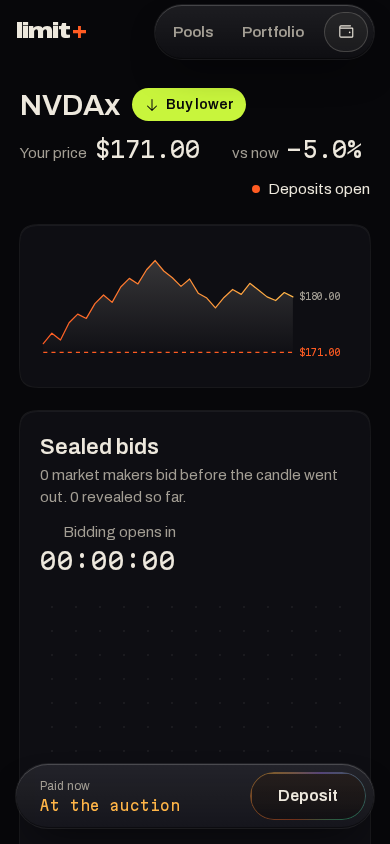 limit+
Pools Portfolio
NVDAx Buy lower
Your price $171.00 vs now −5.0%
Deposits open
$180.00
$171.00
Sealed bids
0 market makers bid before the candle went
out. 0 revealed so far.
Bidding opens in
00:00:00
Paid now
At the auction
Deposit